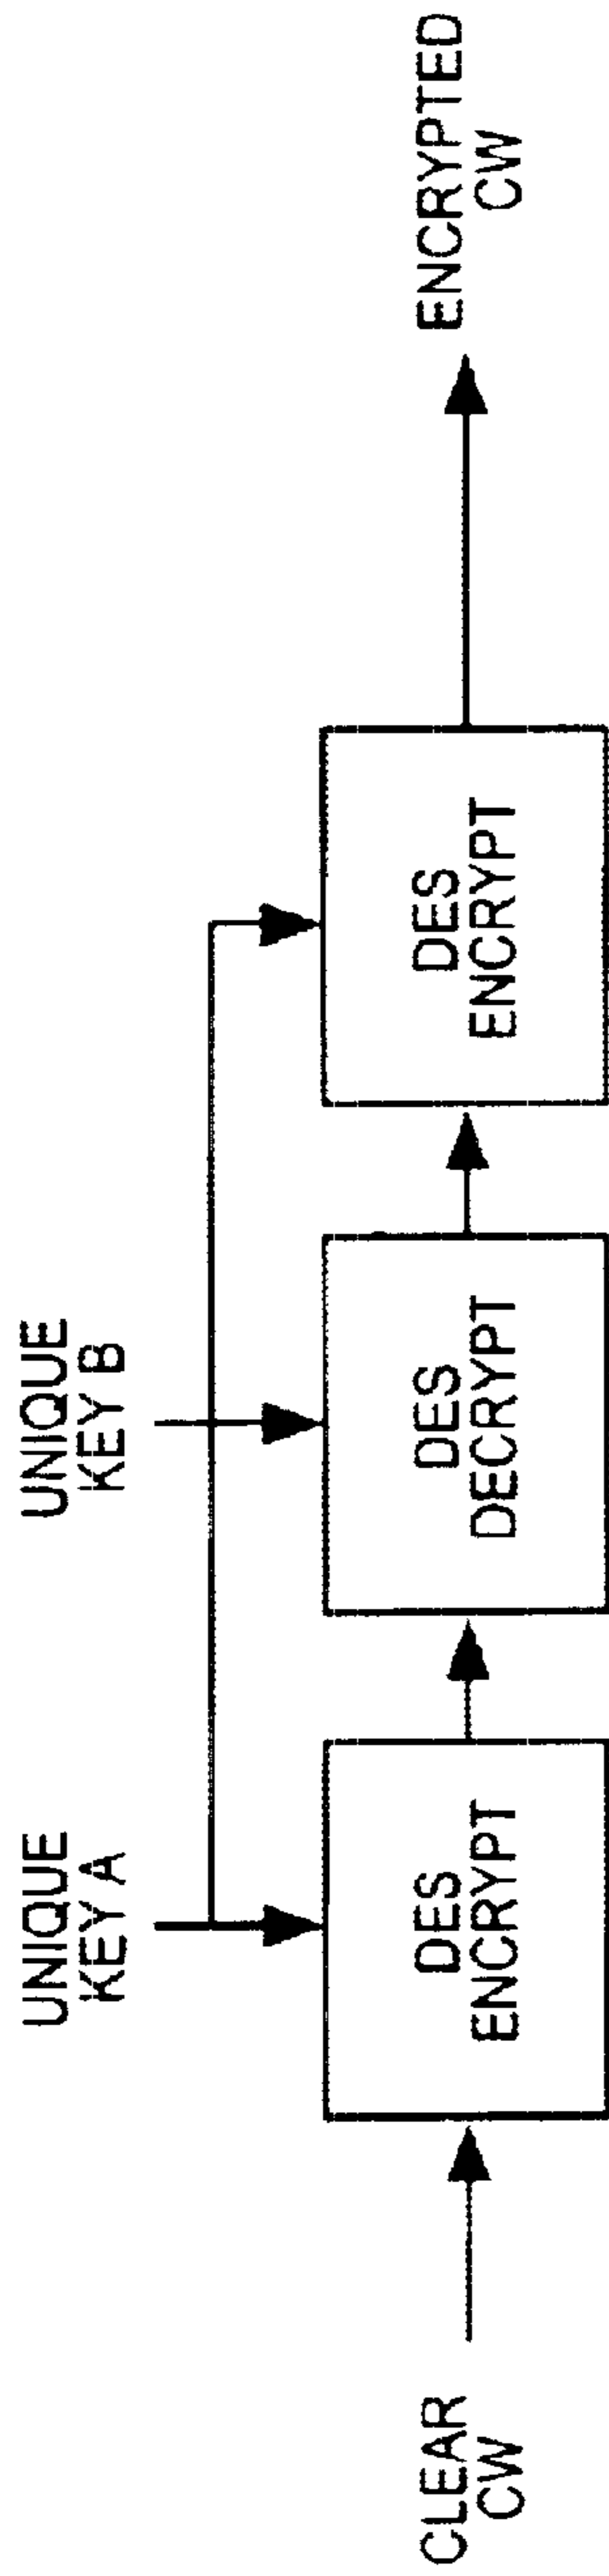 UNIQUE
KEY A
UNIQUE
KEY B
CLEAR
CW
DES
ENCRYPT
DES
DECRYPT
DES
ENCRYPT
ENCRYPTED
CW